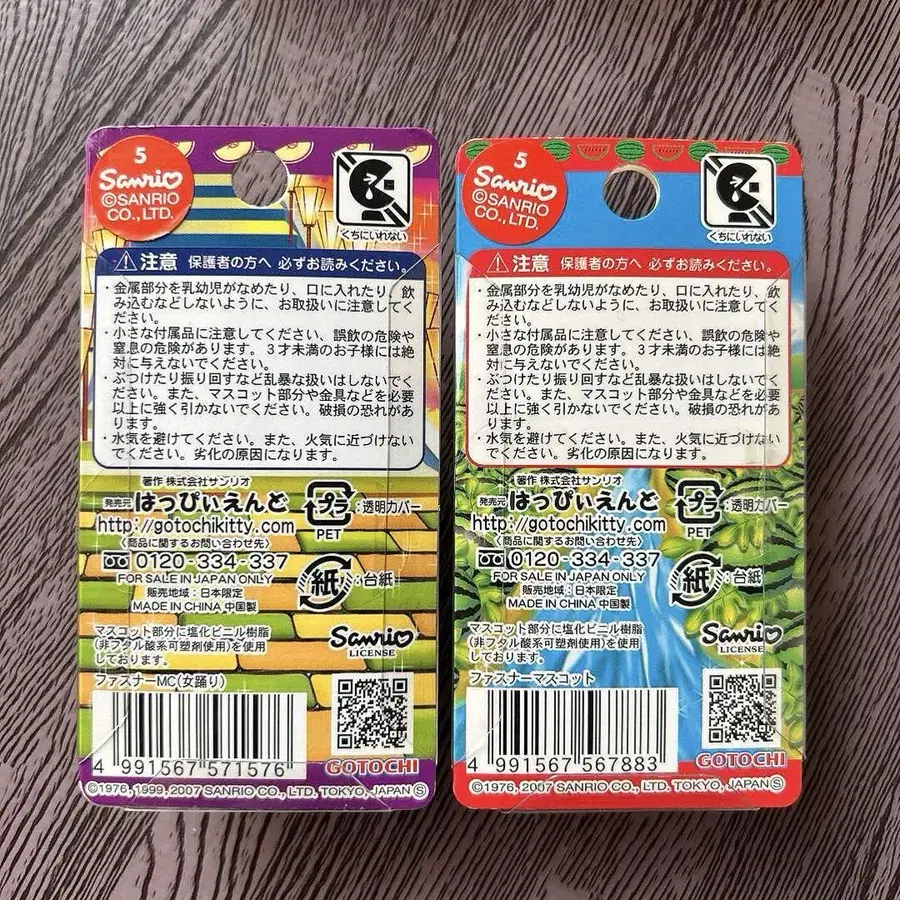 5
Sanrio
©SANRIO
CO., LTD.
くちにいれない
注意 保護者の方へ 必ずお読みください。
・金属部分を乳幼児がなめたり、口に入れたり、飲
み込むなどしないように、お取扱いに注意してく
ださい。
・小さな付属品に注意してください、誤飲の危険や
窒息の危険があります。3才未満のお子様には絶
対に与えないでください。
・ぶつけたり振り回すなど乱暴な扱いはしないでく
ださい。また、マスコット部分や金具などを必要
以上に強く引かないでください。破損の恐れがあ
ります。
・水気を避けてください。また、火気に近づけない
でください。劣化の原因になります。
著作 株式会社サンリオ
発売元 はっぴぃえんど
http://gotochikitty.com
〈商品に関するお問い合わせ先〉
0120-334-337
FOR SALE IN JAPAN ONLY
販売地域:日本限定
MADE IN CHINA 中国製
プラ :透明カバー
PET
紙 :台紙
マスコット部分に塩化ビニル樹脂
(非フタル酸系可塑剤使用)を使用
しております。
Sanrio
LICENSE
ファスナーMC(女踊り)
4 991567 571576
GOTOCHI
©1976, 1999, 2007 SANRIO CO., LTD. TOKYO, JAPAN Ⓢ
5
Sanrio
©SANRIO
CO., LTD.
くちにいれない
注意 保護者の方へ 必ずお読みください。
・金属部分を乳幼児がなめたり、口に入れたり、飲
み込むなどしないように、お取扱いに注意してく
ださい。
・小さな付属品に注意してください、誤飲の危険や
窒息の危険があります。3才未満のお子様には絶
対に与えないでください。
・ぶつけたり振り回すなど乱暴な扱いはしないでく
ださい。また、マスコット部分や金具などを必要
以上に強く引かないでください。破損の恐れがあ
ります。
・水気を避けてください。また、火気に近づけない
でください。劣化の原因になります。
著作 株式会社サンリオ
発売元 はっぴぃえんど
http://gotochikitty.com
〈商品に関するお問い合わせ先〉
0120-334-337
FOR SALE IN JAPAN ONLY
販売地域:日本限定
MADE IN CHINA 中国製
プラ :透明カバー
PET
紙 :台紙
マスコット部分に塩化ビニル樹脂
(非フタル酸系可塑剤使用)を使用
しております。
Sanrio
LICENSE
ファスナーマスコット
4 991567 567883
GOTOCHI
©1976, 2007 SANRIO CO., LTD. TOKYO, JAPAN Ⓢ